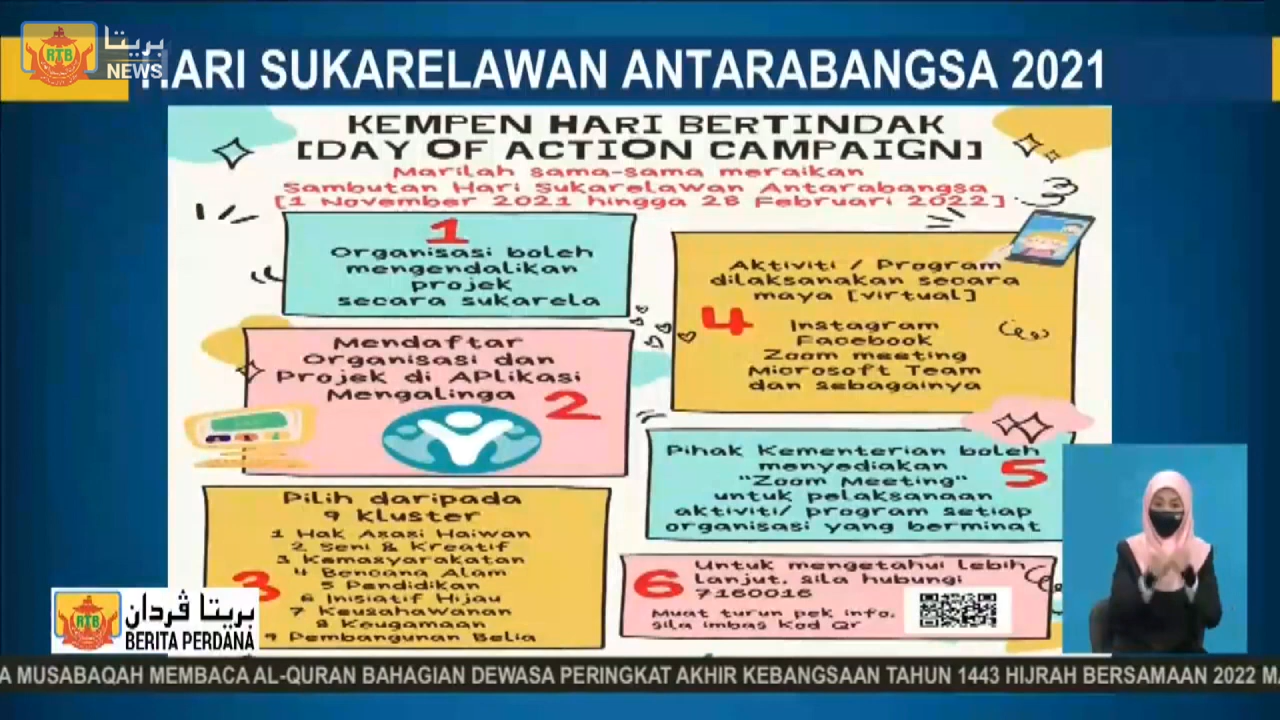 RTB
بريتا
NEWS
HARI SUKARELAWAN ANTARABANGSA 2021
KEMPEN HARI BERTINDAK
[DAY OF ACTION CAMPAIGN]
Marilah sama-sama meraikan
Sambutan Hari Sukarelawan Antarabangsa
[1 November 2021 hingga 28 Februari 2022]
1
Organisasi boleh
mengendalikan
projek
secara sukarela
Mendaftar
Organisasi dan
Projek di APlikasi
Mengalinga
2
Pilih daripada
9 kluster
1 Hak Asasi Haiwan
2 Seni & Kreatif
3 Kemasyarakatan
4 Bencana Alam
5 Pendidikan
6 Inisiatif Hijau
7 Keusahawanan
8 Keugamaan
9 Pembangunan Belia
3
Aktiviti / Program
dilaksanakan secara
maya [virtual]
4
Instagram
Facebook
Zoom meeting
Microsoft Team
dan sebagainya
Pihak Kementerian boleh
menyediakan
"Zoom Meeting"
untuk pelaksanaan
aktiviti/ program setiap
organisasi yang berminat
5
6
Untuk mengetahui lebih
lanjut, sila hubungi
7160016
Muat turun pek info,
sila imbas kod Qr
RTB
بريتا ڤردان
BERITA PERDANA
A MUSABAQAH MEMBACA AL-QURAN BAHAGIAN DEWASA PERINGKAT AKHIR KEBANGSAAN TAHUN 1443 HIJRAH BERSAMAAN 2022 MA